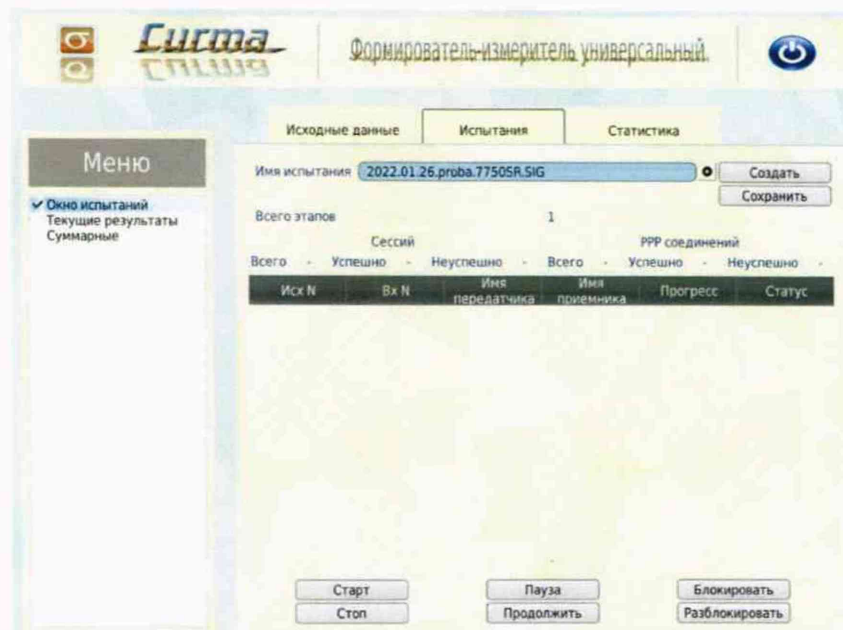 σ Сигма
Формирователь-измеритель универсальный.
Исходные данные Испытания Статистика
Меню
✔ Окно испытаний
Текущие результаты
Суммарные
Имя испытания 2022.01.26.proba.7750SR.SIG Создать
Сохранить
Всего этапов 1
Сессий PPP соединений
Всего - Успешно - Неуспешно - Всего - Успешно - Неуспешно -
Исх N Вх N Имя передатчика Имя приемника Прогресс Статус
Старт Пауза Блокировать
Стоп Продолжить Разблокировать